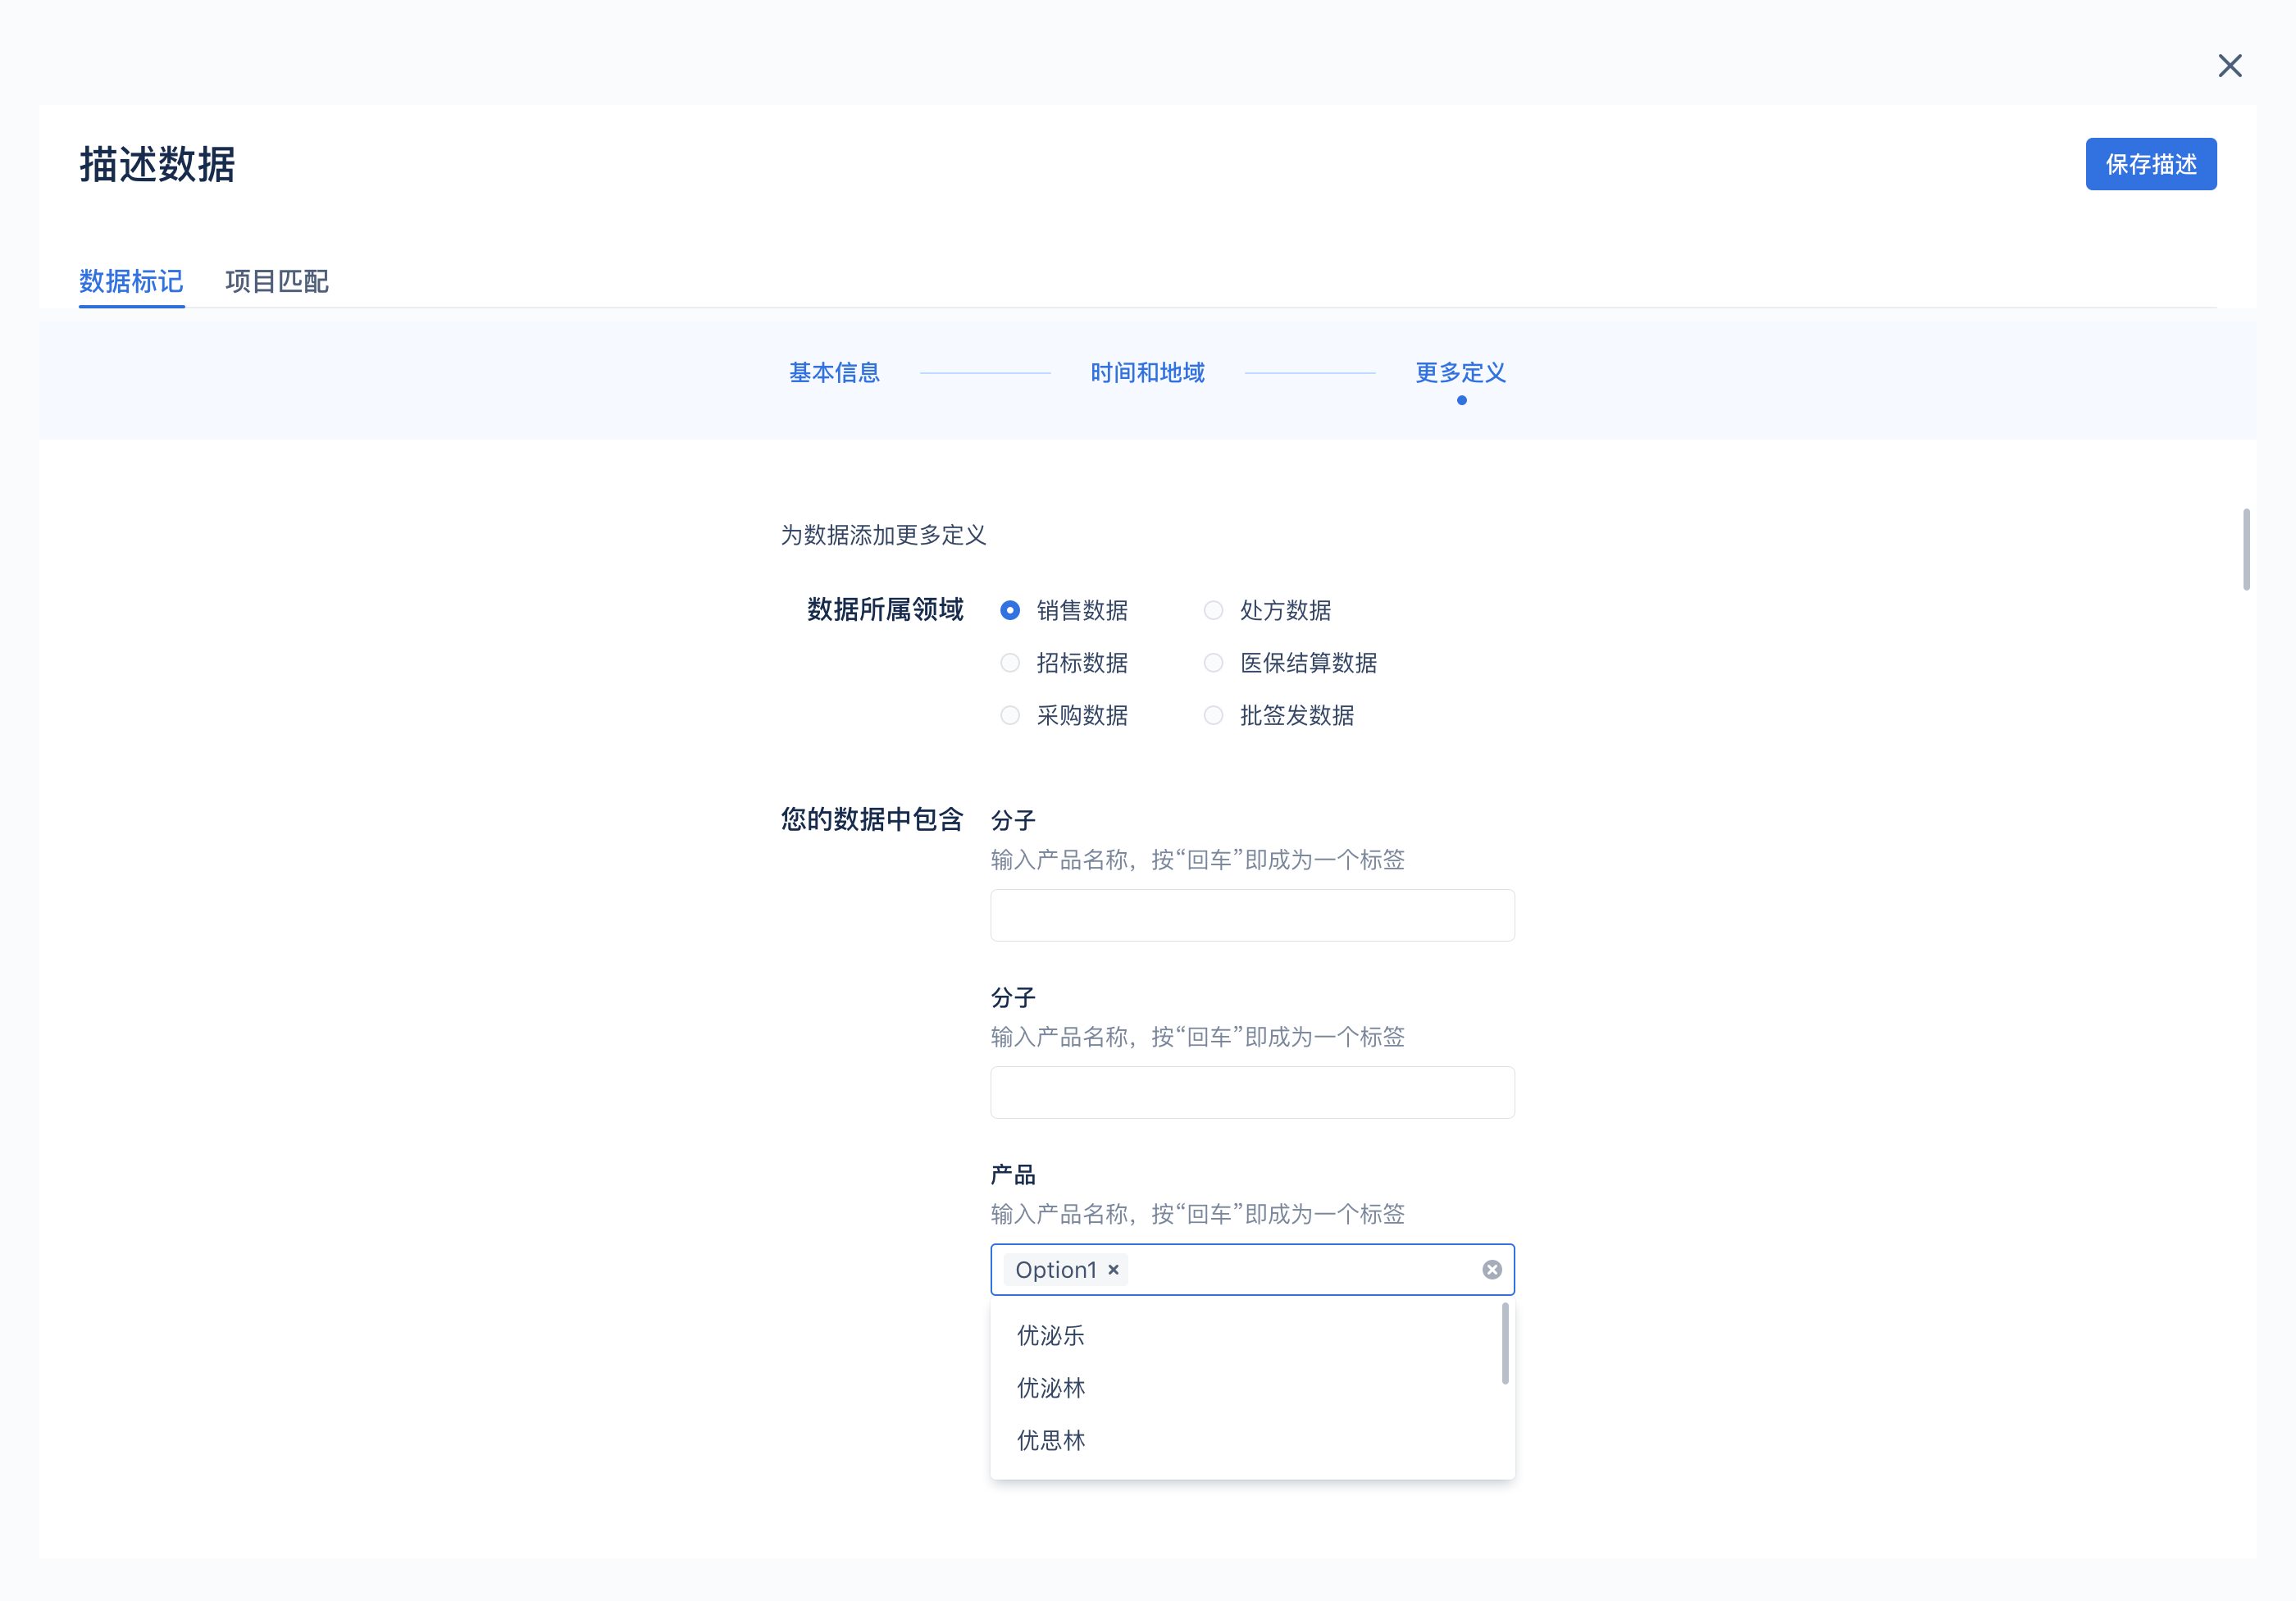 描述数据
保存描述
数据标记 项目匹配
基本信息 时间和地域 更多定义
为数据添加更多定义
数据所属领域 销售数据 处方数据
招标数据 医保结算数据
采购数据 批签发数据
您的数据中包含 分子
输入产品名称，按“回车”即成为一个标签
分子
输入产品名称，按“回车”即成为一个标签
产品
输入产品名称，按“回车”即成为一个标签
Option1
优泌乐
优泌林
优思林